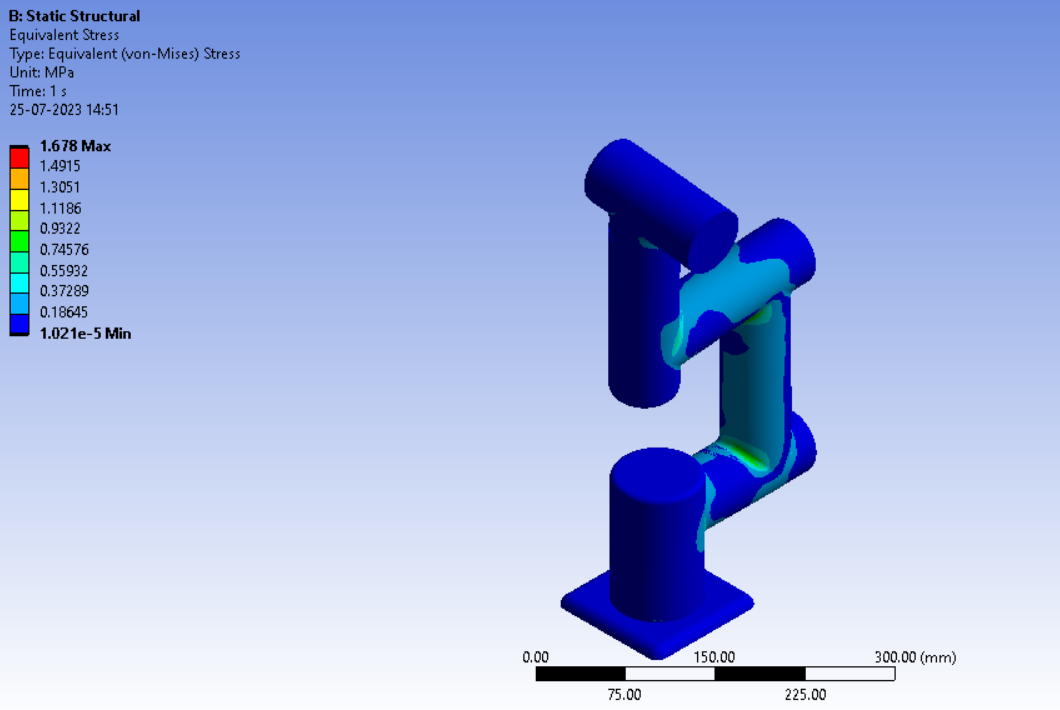 B: Static Structural
Equivalent Stress
Type: Equivalent (von-Mises) Stress
Unit: MPa
Time: 1 s
25-07-2023 14:51
1.678 Max
1.4915
1.3051
1.1186
0.9322
0.74576
0.55932
0.37289
0.18645
1.021e-5 Min
0.00 150.00 300.00 (mm)
75.00 225.00